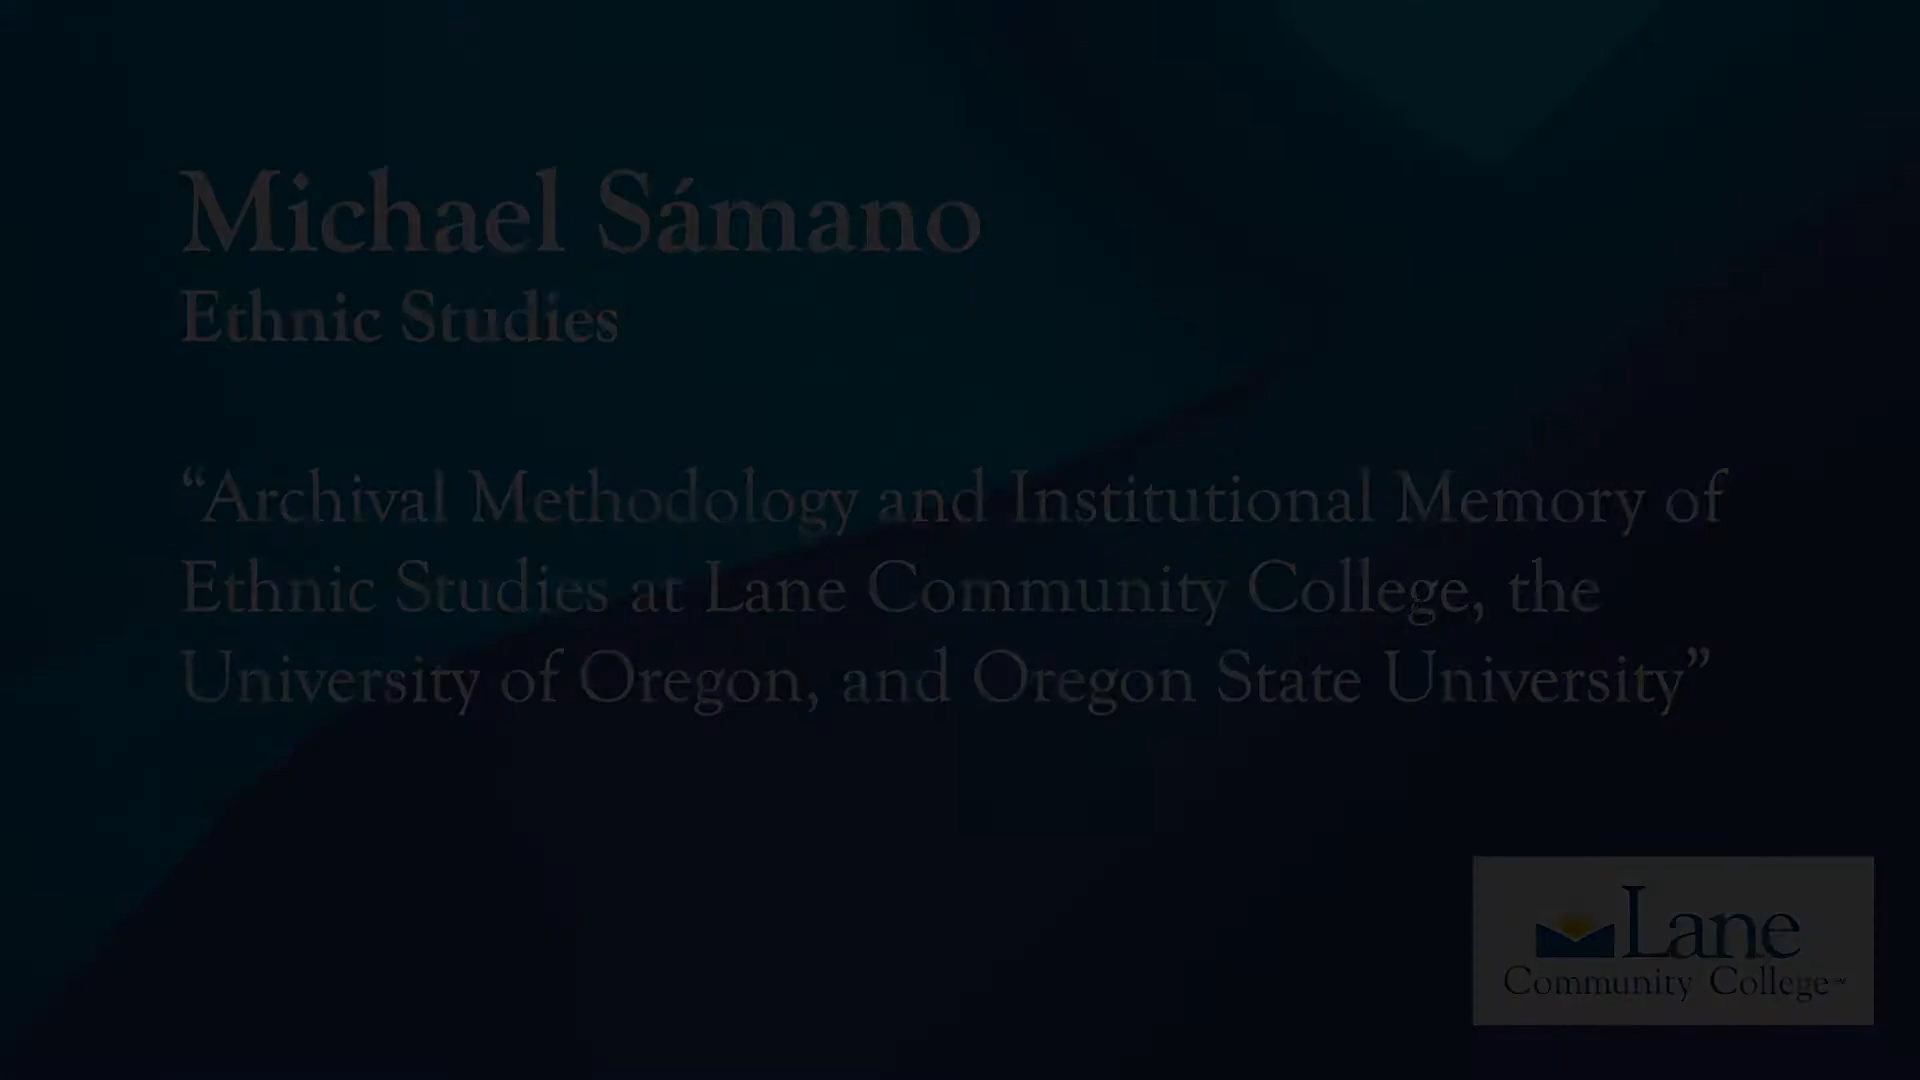 Michael Sámano
Ethnic Studies
“Archival Methodology and Institutional Memory of
Ethnic Studies at Lane Community College, the
University of Oregon, and Oregon State University”
Lane
Community College™